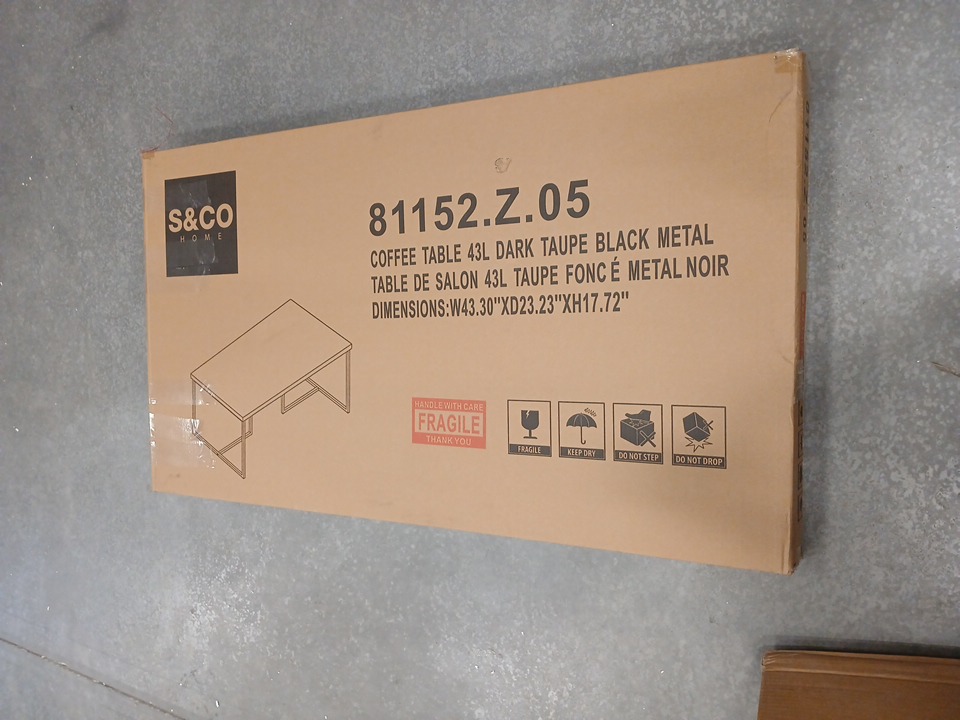 S&CO
HOME
81152.Z.05
COFFEE TABLE 43L DARK TAUPE BLACK METAL
TABLE DE SALON 43L TAUPE FONCÉ METAL NOIR
DIMENSIONS:W43.30"XD23.23"XH17.72"
HANDLE WITH CARE
FRAGILE
THANK YOU
FRAGILE
KEEP DRY
DO NOT STEP
DO NOT DROP